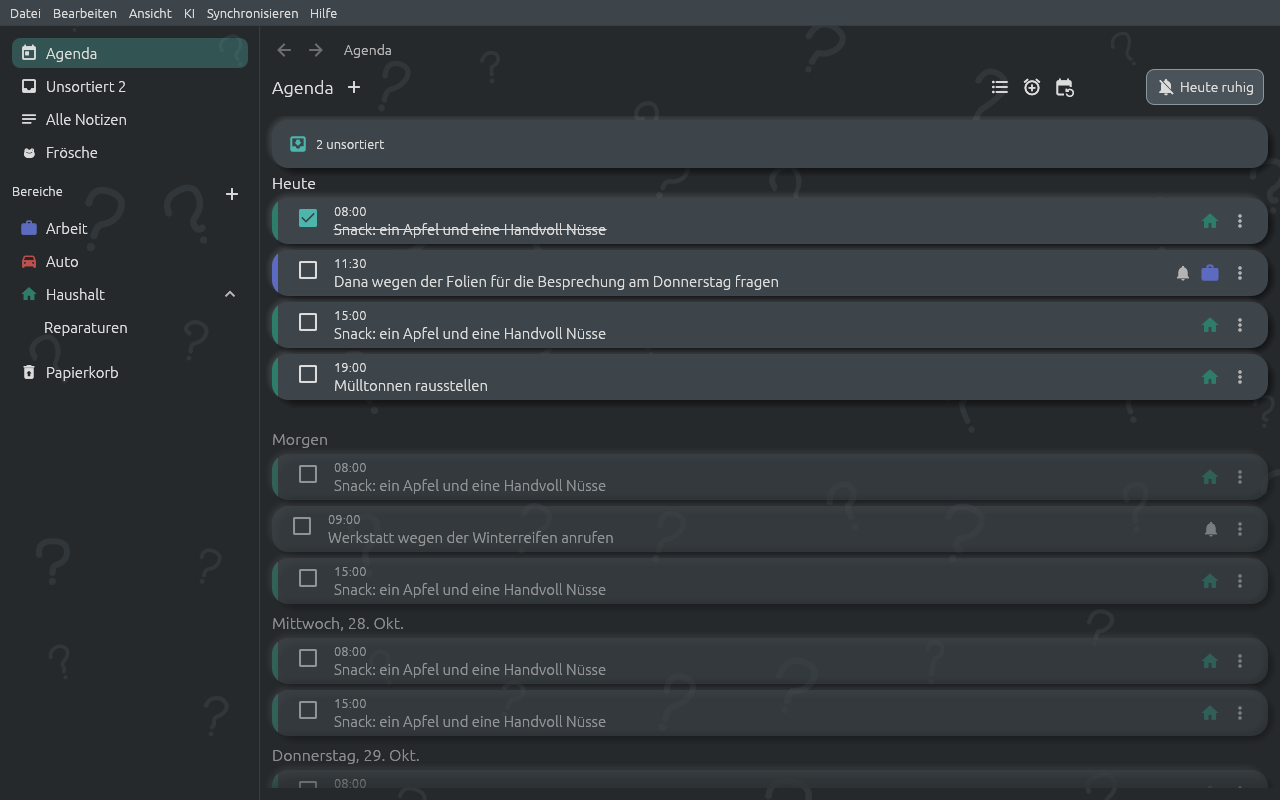 Datei Bearbeiten Ansicht KI Synchronisieren Hilfe
Agenda
Unsortiert 2
Alle Notizen
Frösche
Bereiche
Arbeit
Auto
Haushalt
Reparaturen
Papierkorb
Agenda
Agenda
Heute ruhig
2 unsortiert
Heute
08:00
Snack: ein Apfel und eine Handvoll Nüsse
11:30
Dana wegen der Folien für die Besprechung am Donnerstag fragen
15:00
Snack: ein Apfel und eine Handvoll Nüsse
19:00
Mülltonnen rausstellen
Morgen
08:00
Snack: ein Apfel und eine Handvoll Nüsse
09:00
Werkstatt wegen der Winterreifen anrufen
15:00
Snack: ein Apfel und eine Handvoll Nüsse
Mittwoch, 28. Okt.
08:00
Snack: ein Apfel und eine Handvoll Nüsse
15:00
Snack: ein Apfel und eine Handvoll Nüsse
Donnerstag, 29. Okt.
08:00